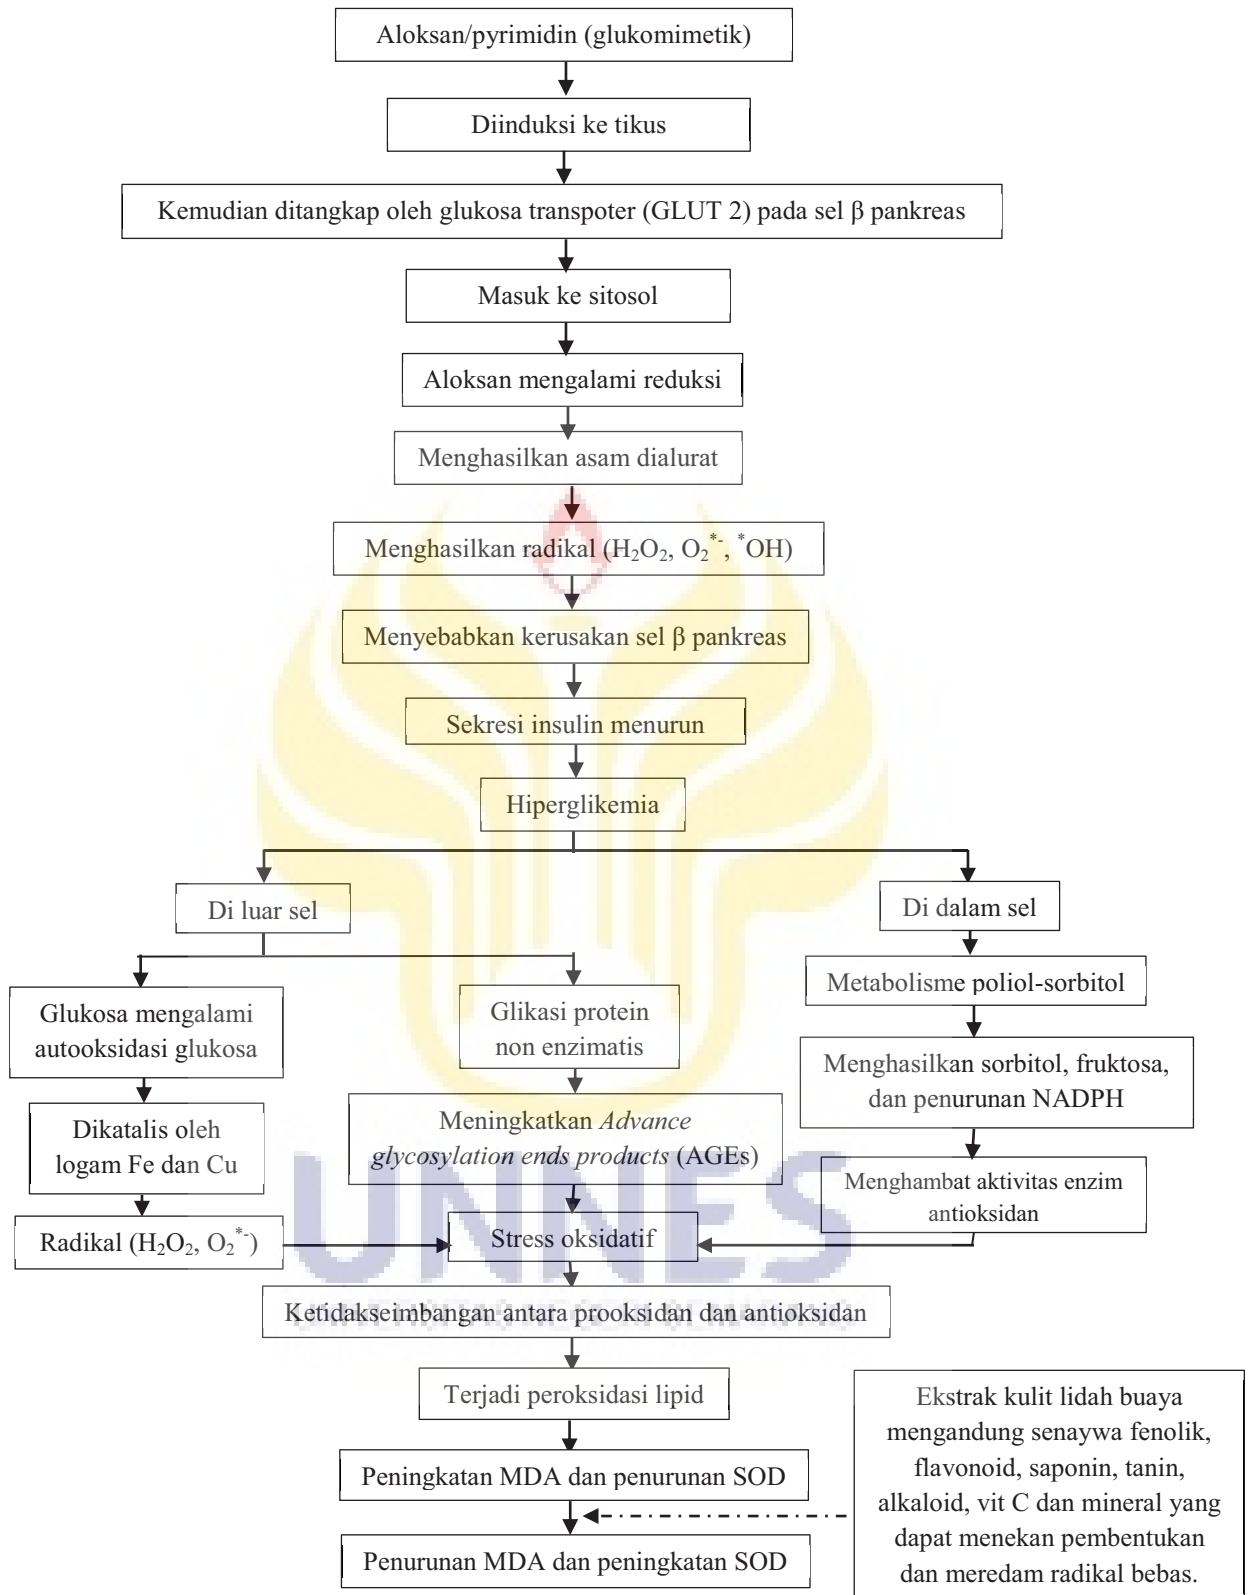 Aloksan/pyrimidin (glukomimetik)
Diinduksi ke tikus
Kemudian ditangkap oleh glukosa transpoter (GLUT 2) pada sel β pankreas
Masuk ke sitosol
Aloksan mengalami reduksi
Menghasilkan asam dialurat
Menghasilkan radikal (H₂O₂, O₂*⁻, *OH)
Menyebabkan kerusakan sel β pankreas
Sekresi insulin menurun
Hiperglikemia
Di luar sel
Di dalam sel
Glukosa mengalami
autooksidasi glukosa
Dikatalis oleh
logam Fe dan Cu
Radikal (H₂O₂, O₂*⁻)
Glikasi protein
non enzimatis
Meningkatkan Advance
glycosylation ends products (AGEs)
Metabolisme poliol-sorbitol
Menghasilkan sorbitol, fruktosa,
dan penurunan NADPH
Menghambat aktivitas enzim
antioksidan
Stress oksidatif
UNNES
Ketidakseimbangan antara prooksidan dan antioksidan
Terjadi peroksidasi lipid
Peningkatan MDA dan penurunan SOD
Penurunan MDA dan peningkatan SOD
Ekstrak kulit lidah buaya
mengandung senaywa fenolik,
flavonoid, saponin, tanin,
alkaloid, vit C dan mineral yang
dapat menekan pembentukan
dan meredam radikal bebas.